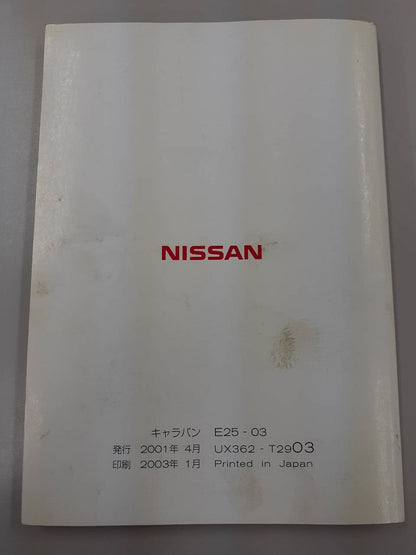 NISSAN
キャラバン E25 - 03
発行 2001年 4月 UX362 - T2903
印刷 2003年 1月 Printed in Japan